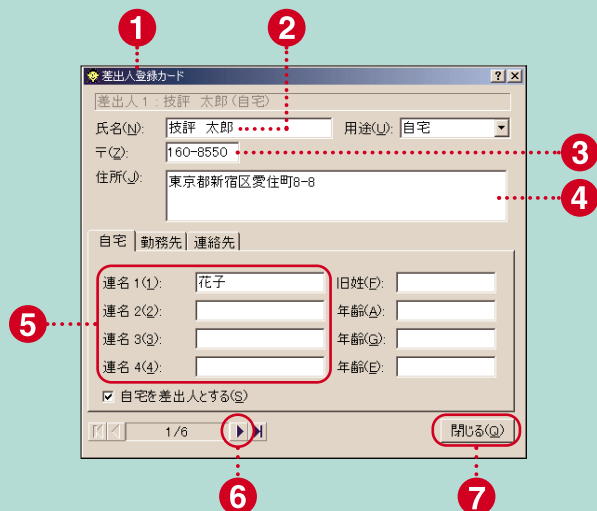 1 2
差出人登録カード
差出人1:技評 太郎(自宅)
氏名(N): 技評 太郎 用途(U): 自宅
〒(Z): 160-8550 3
住所(J): 東京都新宿区愛住町8-8 4
自宅 勤務先 連絡先
連名 1(1): 花子 旧姓(F):
連名 2(2): 年齢(A):
5 連名 3(3): 年齢(G):
連名 4(4): 年齢(E):
自宅を差出人とする(S)
1/6 閉じる(Q)
6 7